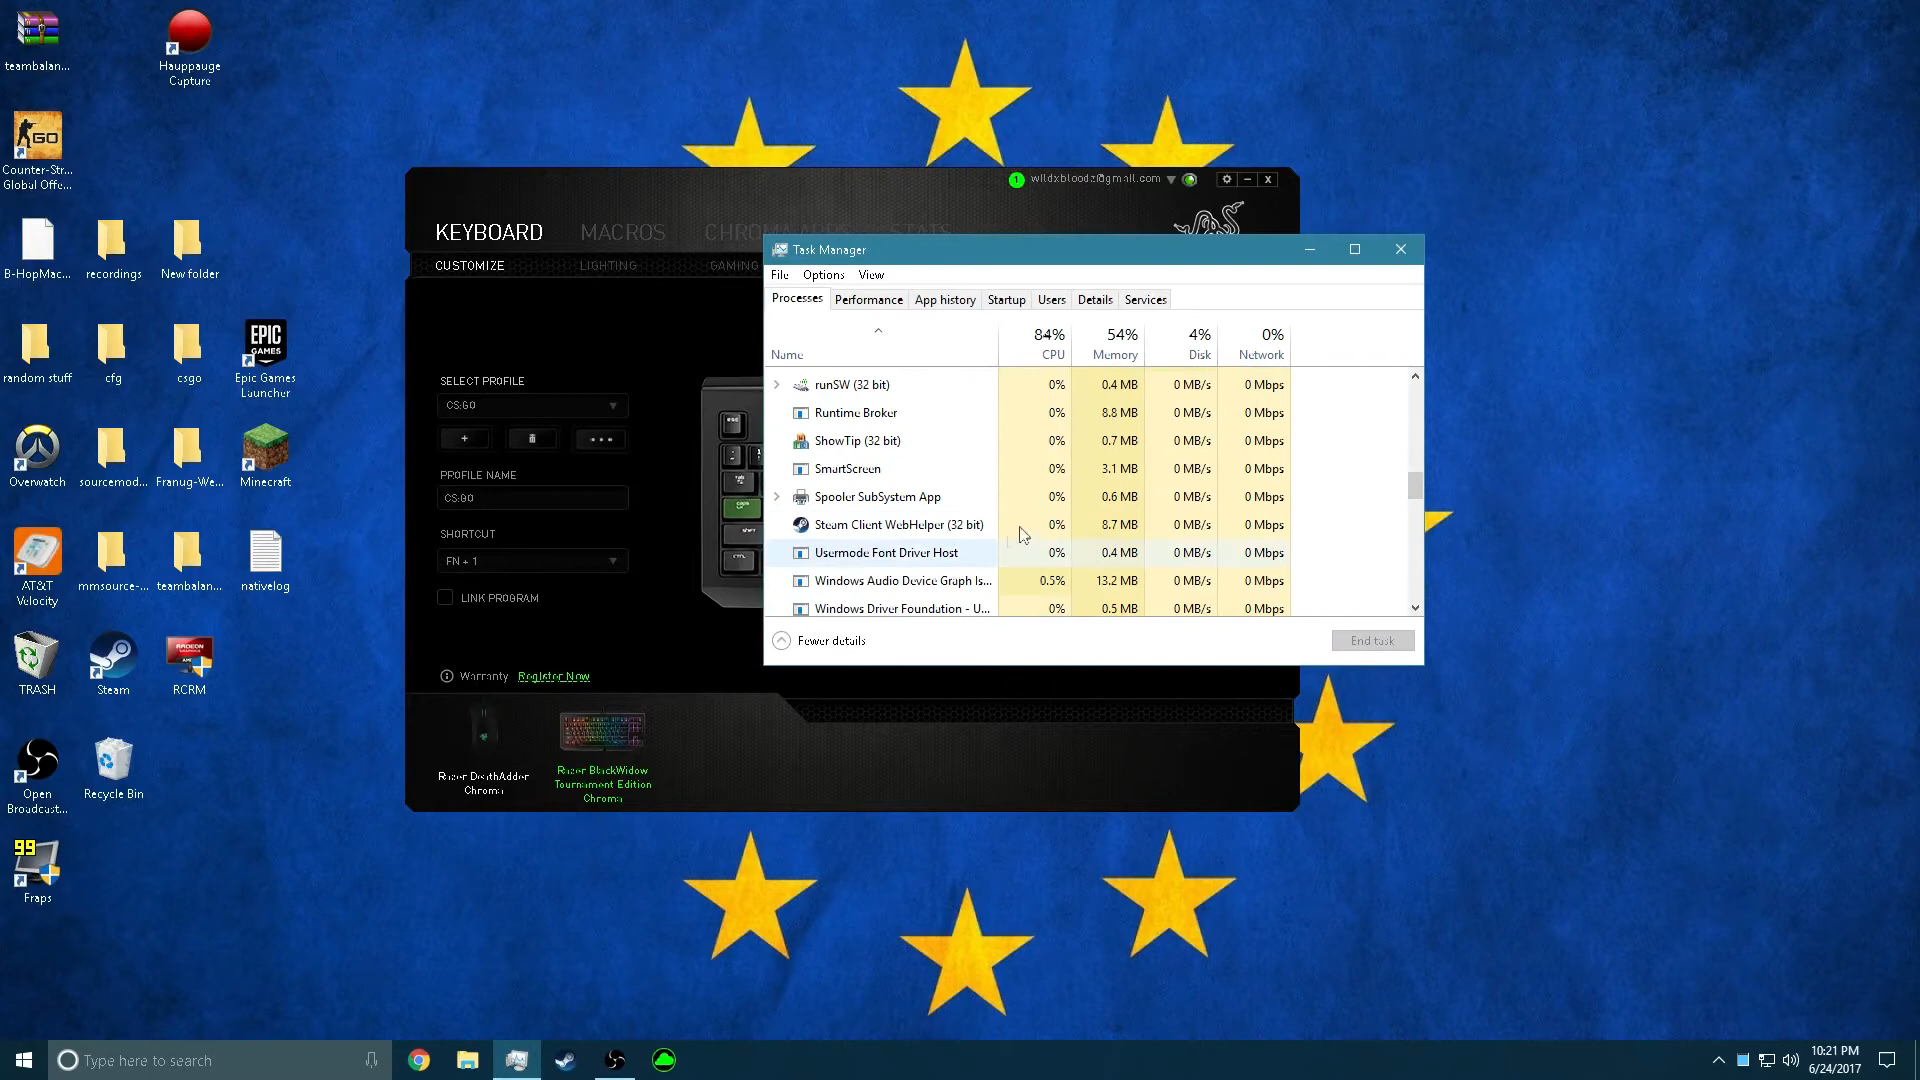 teambalan...
Hauppauge
Capture
GO
Counter-Str...
Global Offe...
B-HopMac...
recordings
New folder
random stuff
cfg
csgo
EPIC
GAMES
Epic Games
Launcher
Overwatch
sourcemod...
Franug-We...
Minecraft
AT&T
Velocity
mmsource-...
teambalan...
nativelog
TRASH
Steam
RADEON
RCRM
Open
Broadcast...
Recycle Bin
99
Fraps
1
wildxbloodz@gmail.com
X
KEYBOARD
MACROS
STATS
CUSTOMIZE
LIGHTING
GAMING
SELECT PROFILE
CS:GO
+
...
PROFILE NAME
CS:GO
SHORTCUT
FN + 1
LINK PROGRAM
Warranty Register Now
Razer DeathAdder
Chroma
Razer BlackWidow
Tournament Edition
Chroma
esc
Task Manager
File Options View
Processes Performance App history Startup Users Details Services
84% 54% 4% 0%
Name CPU Memory Disk Network
runSW (32 bit) 0% 0.4 MB 0 MB/s 0 Mbps
Runtime Broker 0% 8.8 MB 0 MB/s 0 Mbps
ShowTip (32 bit) 0% 0.7 MB 0 MB/s 0 Mbps
SmartScreen 0% 3.1 MB 0 MB/s 0 Mbps
Spooler SubSystem App 0% 0.6 MB 0 MB/s 0 Mbps
Steam Client WebHelper (32 bit) 0% 8.7 MB 0 MB/s 0 Mbps
Usermode Font Driver Host 0% 0.4 MB 0 MB/s 0 Mbps
Windows Audio Device Graph Is... 0.5% 13.2 MB 0 MB/s 0 Mbps
Windows Driver Foundation - U... 0% 0.5 MB 0 MB/s 0 Mbps
Fewer details
End task
Type here to search
10:21 PM
6/24/2017